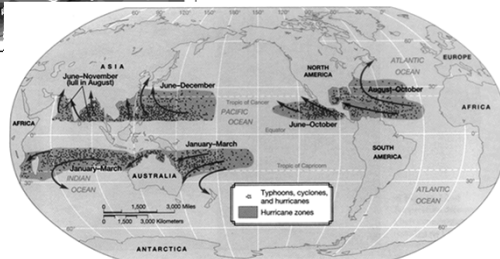 ASIA
June–November
(lull in August)
June–December
NORTH
AMERICA
ATLANTIC
OCEAN
EUROPE
August–October
Tropic of Cancer
PACIFIC
OCEAN
AFRICA
AFRICA
June–October
Equator
January–March
SOUTH
AMERICA
January–March
Tropic of Capricorn
INDIAN
OCEAN
AUSTRALIA
ATLANTIC
OCEAN
Typhoons, cyclones,
and hurricanes
Hurricane zones
0 1,500 3,000 Miles
0 1,500 3,000 Kilometers
ANTARCTICA